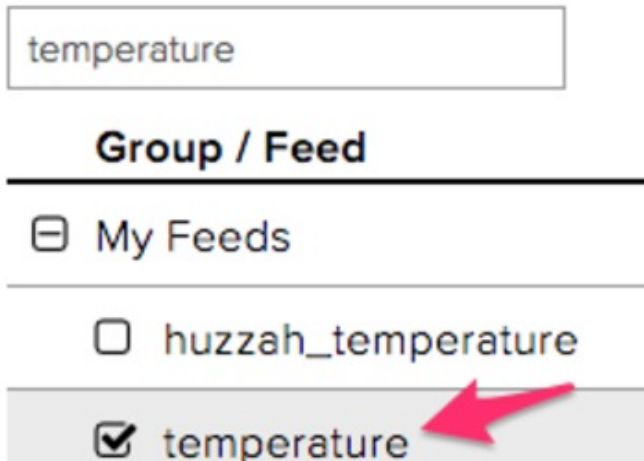 temperature
Group / Feed
My Feeds
huzzah_temperature
temperature